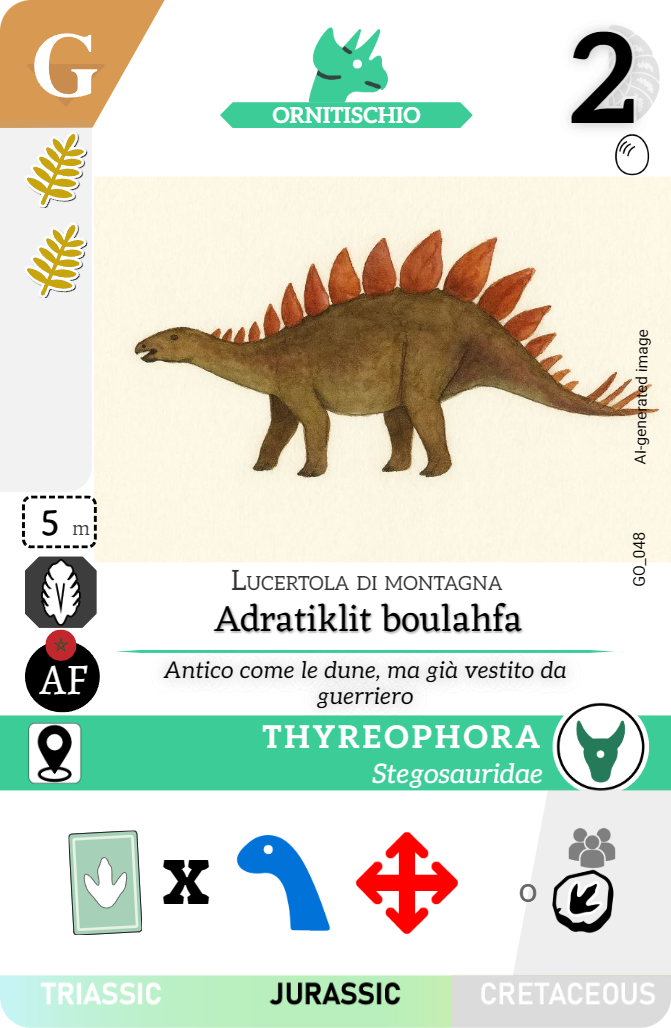 G
ORNITISCHIO
2
AI-generated image
GO_048
5 m
AF
Lucertola di montagna
Adratiklit boulahfa
Antico come le dune, ma già vestito da
guerriero
THYREOPHORA
Stegosauridae
X
o
TRIASSIC JURASSIC CRETACEOUS